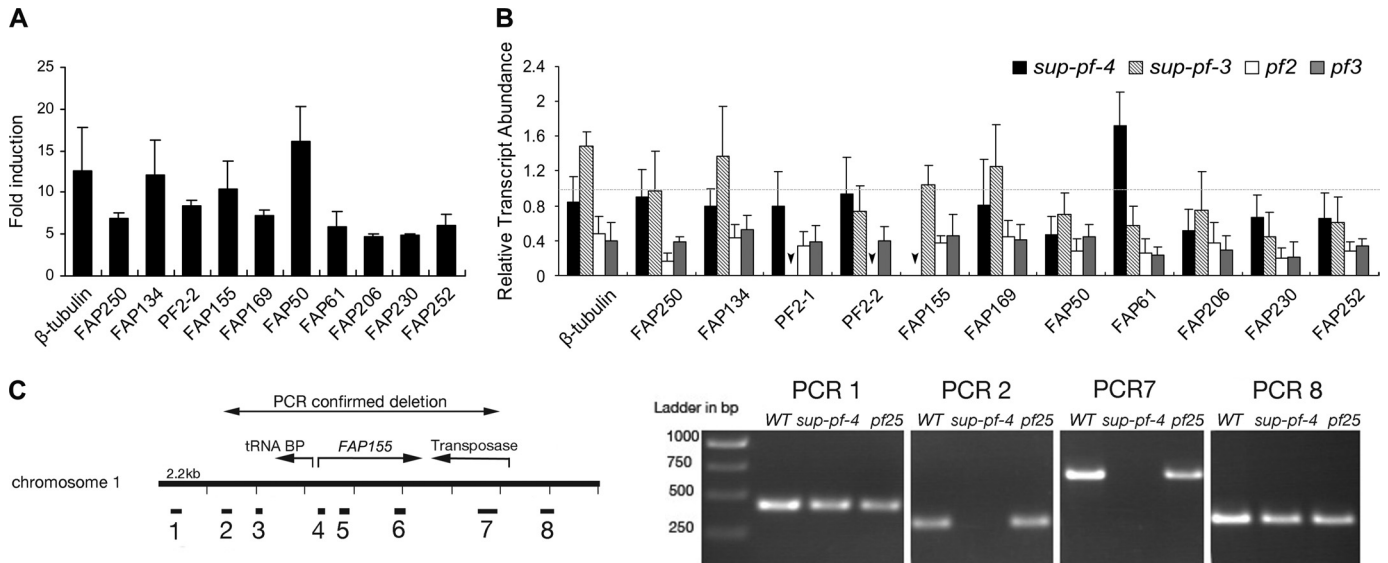 A
Fold induction
25
20
15
10
5
0
β-tubulin
FAP250
FAP134
PF2-2
FAP155
FAP169
FAP50
FAP61
FAP206
FAP230
FAP252
B
sup-pf-4 sup-pf-3 pf2 pf3
Relative Transcript Abundance
2.4
2
1.6
1.2
0.8
0.4
0
β-tubulin
FAP250
FAP134
PF2-1
PF2-2
FAP155
FAP169
FAP50
FAP61
FAP206
FAP230
FAP252
C
PCR confirmed deletion
tRNA BP FAP155 Transposase
2.2kb
chromosome 1
1 2 3 4 5 6 7 8
PCR 1 PCR 2 PCR7 PCR 8
Ladder in bp
WT sup-pf-4 pf25 WT sup-pf-4 pf25 WT sup-pf-4 pf25 WT sup-pf-4 pf25
1000
750
500
250